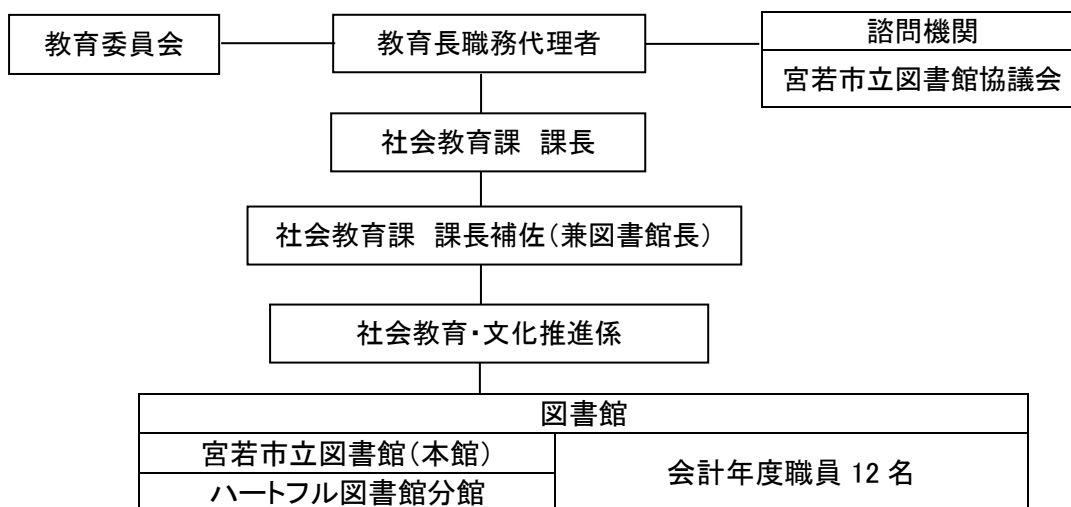 教育委員会
教育長職務代理者
諮問機関
宮若市立図書館協議会
社会教育課 課長
社会教育課 課長補佐(兼図書館長)
社会教育・文化推進係
図書館
宮若市立図書館(本館)
ハートフル図書館分館
会計年度職員 12 名